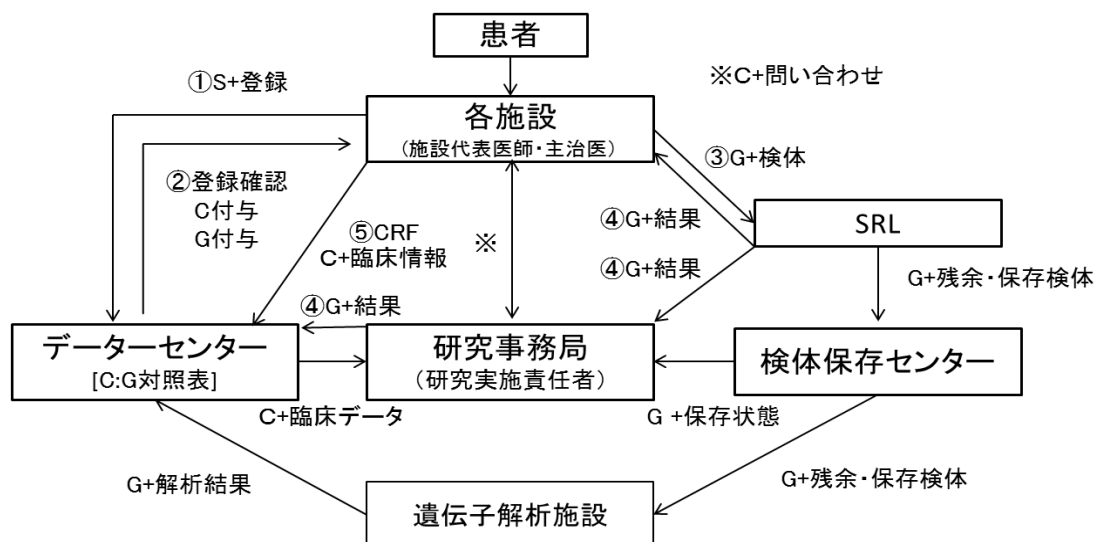 患者
①S+登録
※C+問い合わせ
各施設
(施設代表医師・主治医)
③G+検体
②登録確認
C付与
G付与
④G+結果
SRL
⑤CRF
C+臨床情報
※
④G+結果
G+残余・保存検体
④G+結果
データーセンター
[C:G対照表]
研究事務局
(研究実施責任者)
検体保存センター
C+臨床データ
G +保存状態
G+解析結果
G+残余・保存検体
遺伝子解析施設